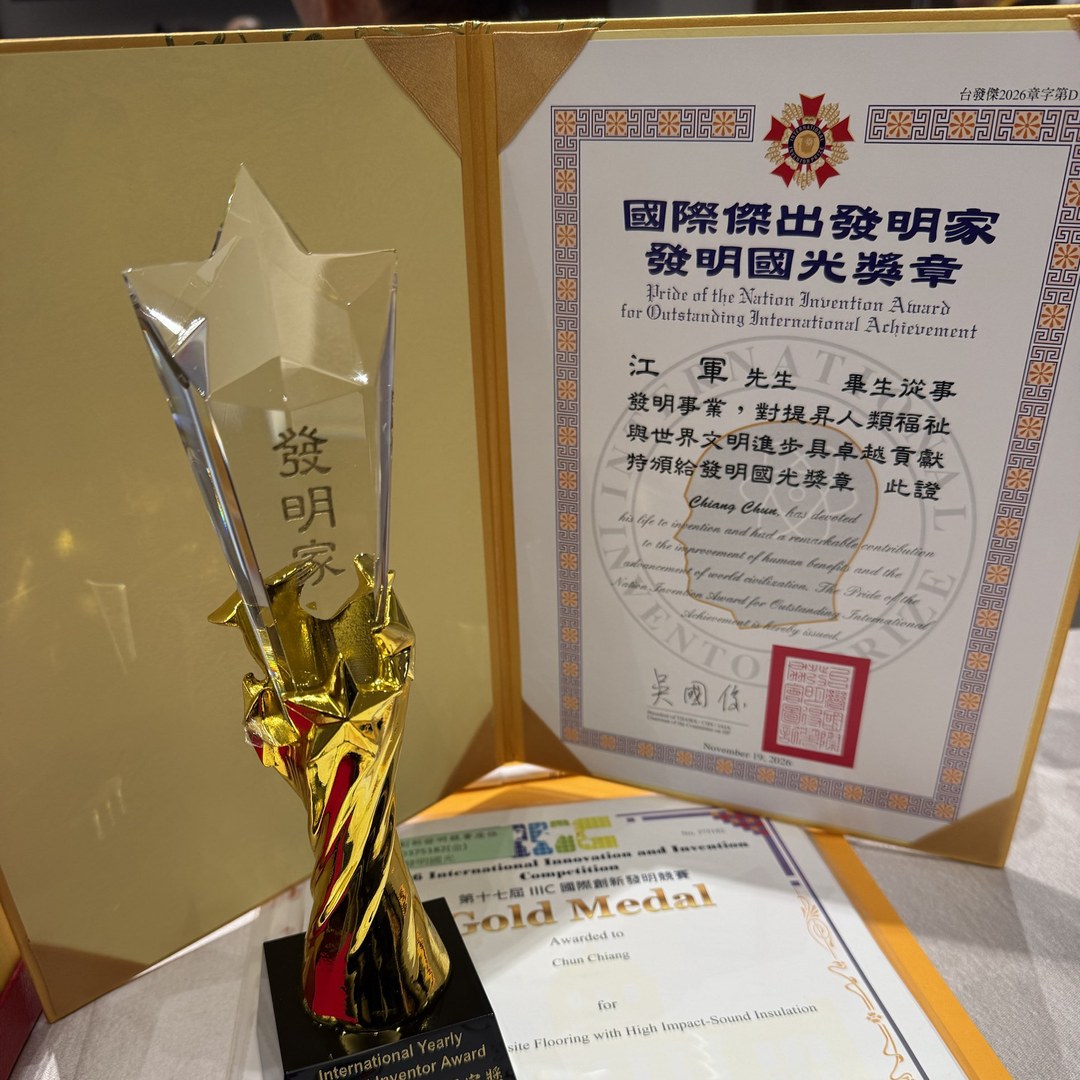 台發傑2026章字第D
國際傑出發明家
發明國光獎章
Pride of the Nation Invention Award
for Outstanding International Achievement
江軍先生 畢生從事
發明事業，對提昇人類福祉
與世界文明進步具卓越貢獻
特頒給發明國光獎章 此證
Chiang Chun, has devoted
his life to invention and had a remarkable contribution
to the improvement of human benefits and the
advancement of world civilization. The Pride of the
Nation Invention Award for Outstanding International
Achievement is hereby issued.
吳國俊
November 19, 2026
INTERNATIONAL
發明家
International Yearly
Inventor Award
International Innovation and Invention
Competition
第十七屆 IIIC 國際創新發明競賽
Gold Medal
Awarded to
Chun Chiang
for
site Flooring with High Impact-Sound Insulation